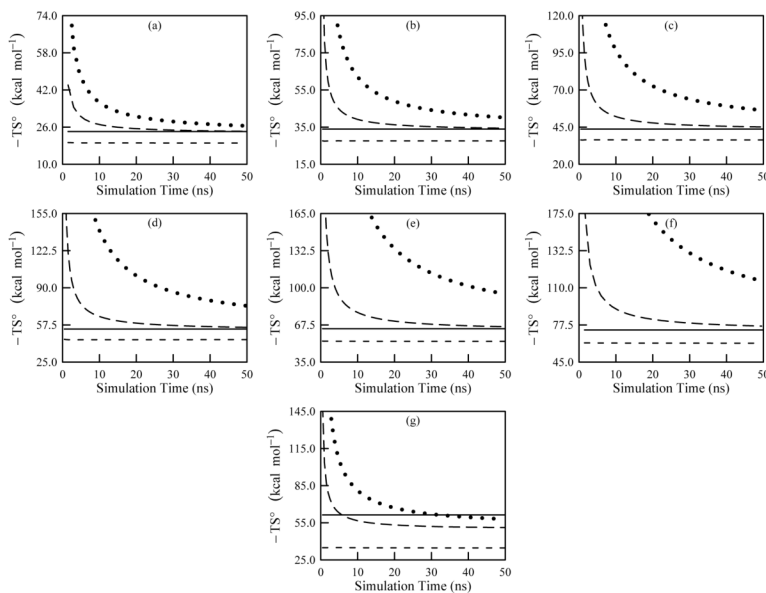 (a)
− TS° (kcal mol⁻¹)
74.0
58.0
42.0
26.0
10.0
0 10 20 30 40 50
Simulation Time (ns)
(b)
− TS° (kcal mol⁻¹)
95.0
75.0
55.0
35.0
15.0
0 10 20 30 40 50
Simulation Time (ns)
(c)
− TS° (kcal mol⁻¹)
120.0
95.0
70.0
45.0
20.0
0 10 20 30 40 50
Simulation Time (ns)
(d)
− TS° (kcal mol⁻¹)
155.0
122.5
90.0
57.5
25.0
0 10 20 30 40 50
Simulation Time (ns)
(e)
− TS° (kcal mol⁻¹)
165.0
132.5
100.0
67.5
35.0
0 10 20 30 40 50
Simulation Time (ns)
(f)
− TS° (kcal mol⁻¹)
175.0
142.5
110.0
77.5
45.0
0 10 20 30 40 50
Simulation Time (ns)
(g)
− TS° (kcal mol⁻¹)
145.0
115.0
85.0
55.0
25.0
0 10 20 30 40 50
Simulation Time (ns)